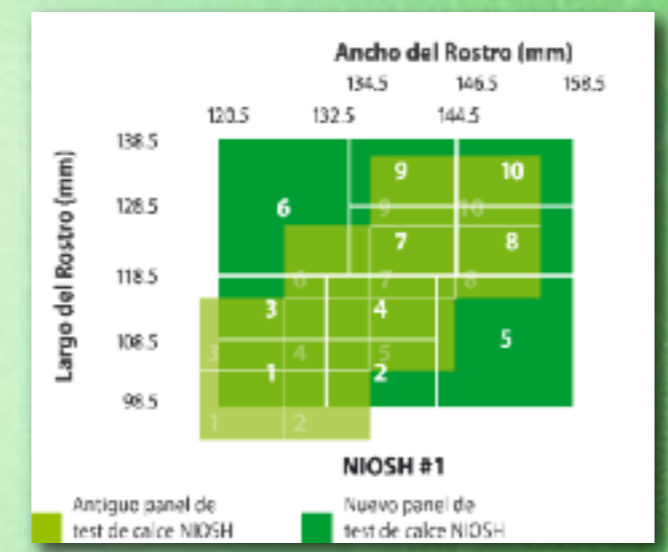 Ancho del Rostro (mm)
134.5 146.5 158.5
120.5 132.5 144.5
Largo del Rostro (mm)
138.5
128.5
118.5
108.5
98.5
9 10
6 9 10
7 8
6 7 8
3 4
5
3 4 5
1 2
1 2
NIOSH #1
Antiguo panel de
test de calce NIOSH
Nuevo panel de
test de calce NIOSH